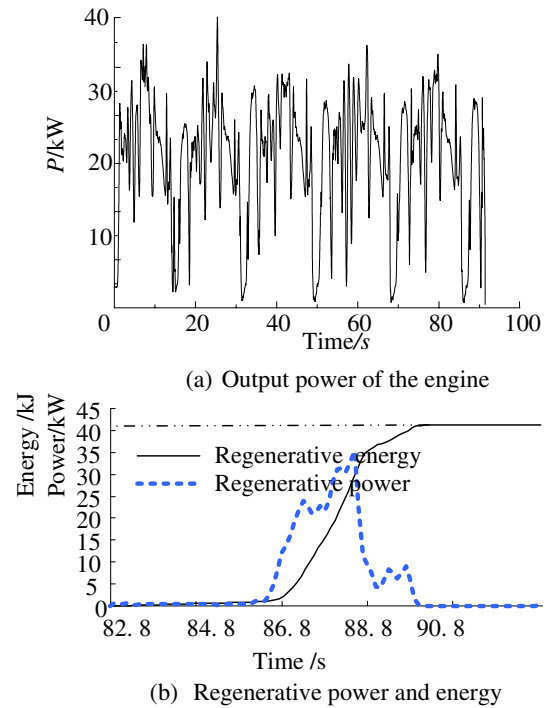 40
30
20
10
P/kW
0 20 40 60 80 100
Time/s
(a) Output power of the engine
Energy /kJ
Power/kW
45
40
35
30
25
20
15
10
5
0
Regenerative energy
Regenerative power
82. 8 84. 8 86. 8 88. 8 90. 8
Time /s
(b) Regenerative power and energy